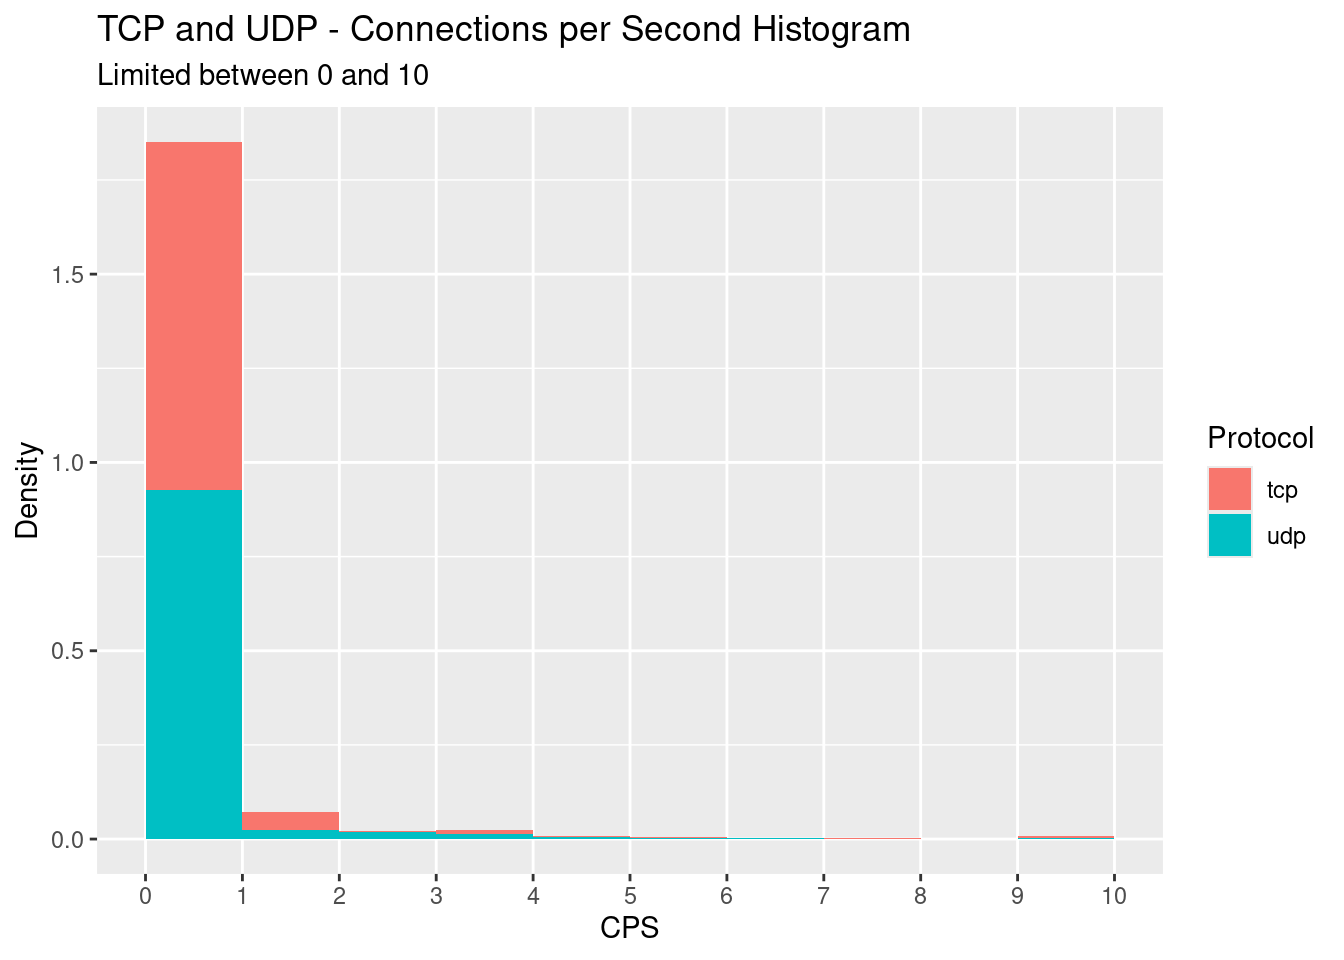 TCP and UDP - Connections per Second Histogram
Limited between 0 and 10
Density
1.5
1.0
0.5
0.0
0 1 2 3 4 5 6 7 8 9 10
CPS
Protocol
tcp
udp